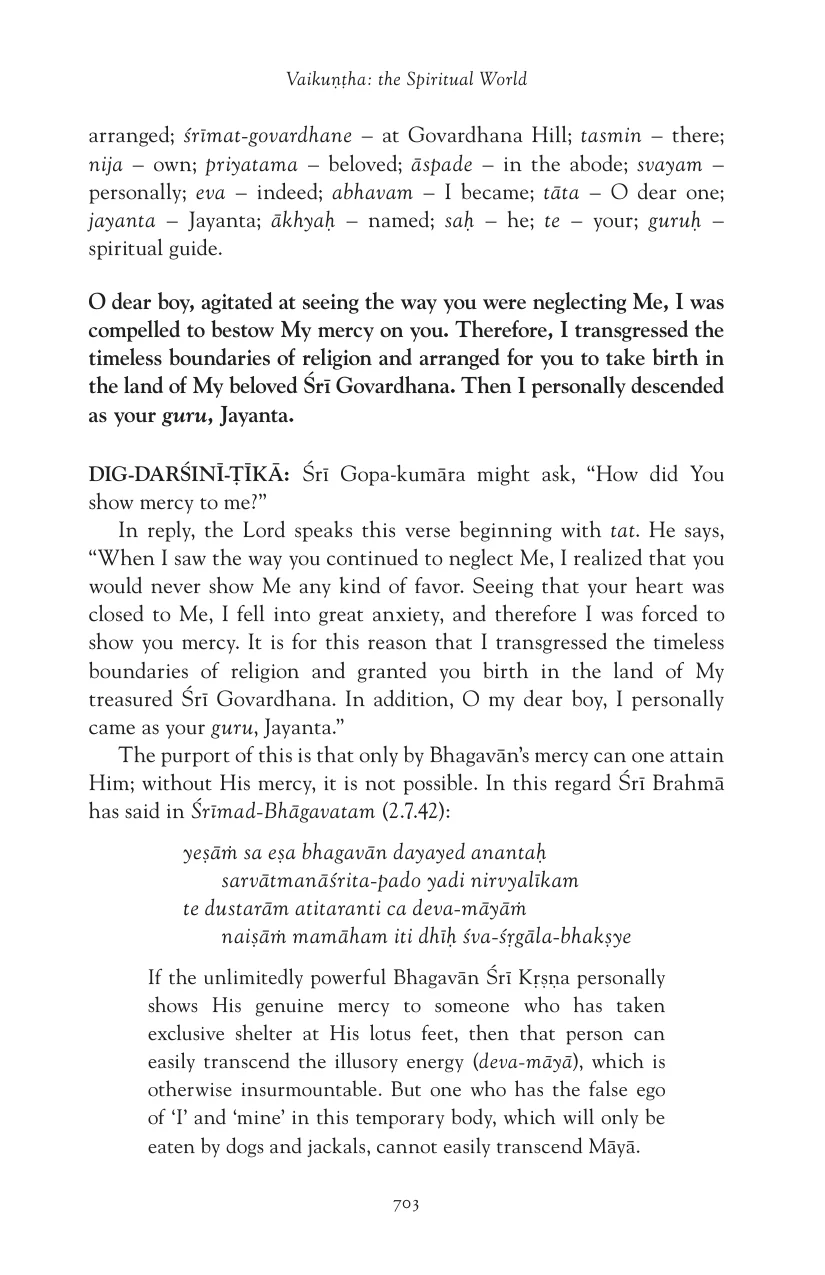 Vaikuṇṭha: the Spiritual World
arranged; śrīmat-govardhane – at Govardhana Hill; tasmin – there;
nija – own; priyatama – beloved; āspade – in the abode; svayam –
personally; eva – indeed; abhavam – I became; tāta – O dear one;
jayanta – Jayanta; ākhyaḥ – named; saḥ – he; te – your; guruḥ –
spiritual guide.
O dear boy, agitated at seeing the way you were neglecting Me, I was
compelled to bestow My mercy on you. Therefore, I transgressed the
timeless boundaries of religion and arranged for you to take birth in
the land of My beloved Śrī Govardhana. Then I personally descended
as your guru, Jayanta.
DIG-DARŚINĪ-ṬĪKĀ: Śrī Gopa-kumāra might ask, “How did You
show mercy to me?”
In reply, the Lord speaks this verse beginning with tat. He says,
“When I saw the way you continued to neglect Me, I realized that you
would never show Me any kind of favor. Seeing that your heart was
closed to Me, I fell into great anxiety, and therefore I was forced to
show you mercy. It is for this reason that I transgressed the timeless
boundaries of religion and granted you birth in the land of My
treasured Śrī Govardhana. In addition, O my dear boy, I personally
came as your guru, Jayanta.”
The purport of this is that only by Bhagavān’s mercy can one attain
Him; without His mercy, it is not possible. In this regard Śrī Brahmā
has said in Śrīmad-Bhāgavatam (2.7.42):
yeṣāṁ sa eṣa bhagavān dayayed anantaḥ
sarvātmanāśrita-pado yadi nirvyalīkam
te dustarām atitaranti ca deva-māyāṁ
naiṣāṁ mamāham iti dhīḥ śva-śṛgāla-bhakṣye
If the unlimitedly powerful Bhagavān Śrī Kṛṣṇa personally
shows His genuine mercy to someone who has taken
exclusive shelter at His lotus feet, then that person can
easily transcend the illusory energy (deva-māyā), which is
otherwise insurmountable. But one who has the false ego
of ‘I’ and ‘mine’ in this temporary body, which will only be
eaten by dogs and jackals, cannot easily transcend Māyā.
703